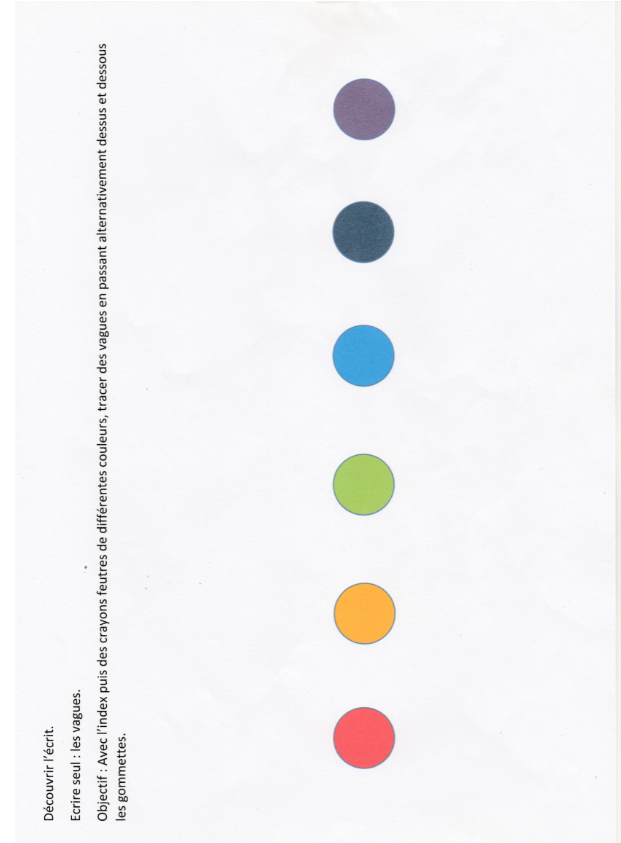 Découvrir l'écrit.
Ecrire seul : les vagues.
Objectif : Avec l'index puis des crayons feutres de différentes couleurs, tracer des vagues en passant alternativement dessus et dessous
les gommettes.